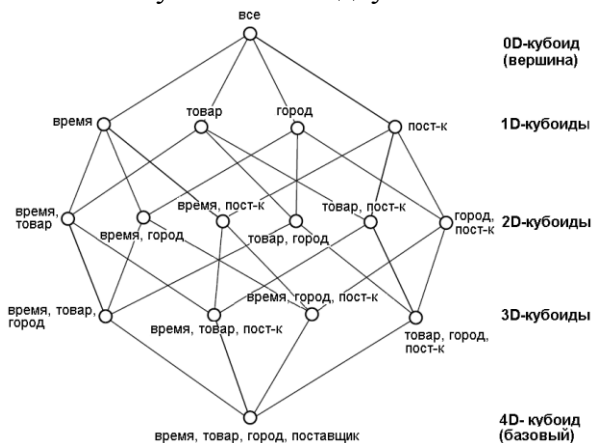 все
0D-кубоид
(вершина)
время
товар
город
пост-к
1D-кубоиды
время,
товар
время, город
время, пост-к
товар, город
товар, пост-к
город,
пост-к
2D-кубоиды
время, товар,
город
время, товар, пост-к
время, город, пост-к
товар, город,
пост-к
3D-кубоиды
время, товар, город, поставщик
4D- кубоид
(базовый)